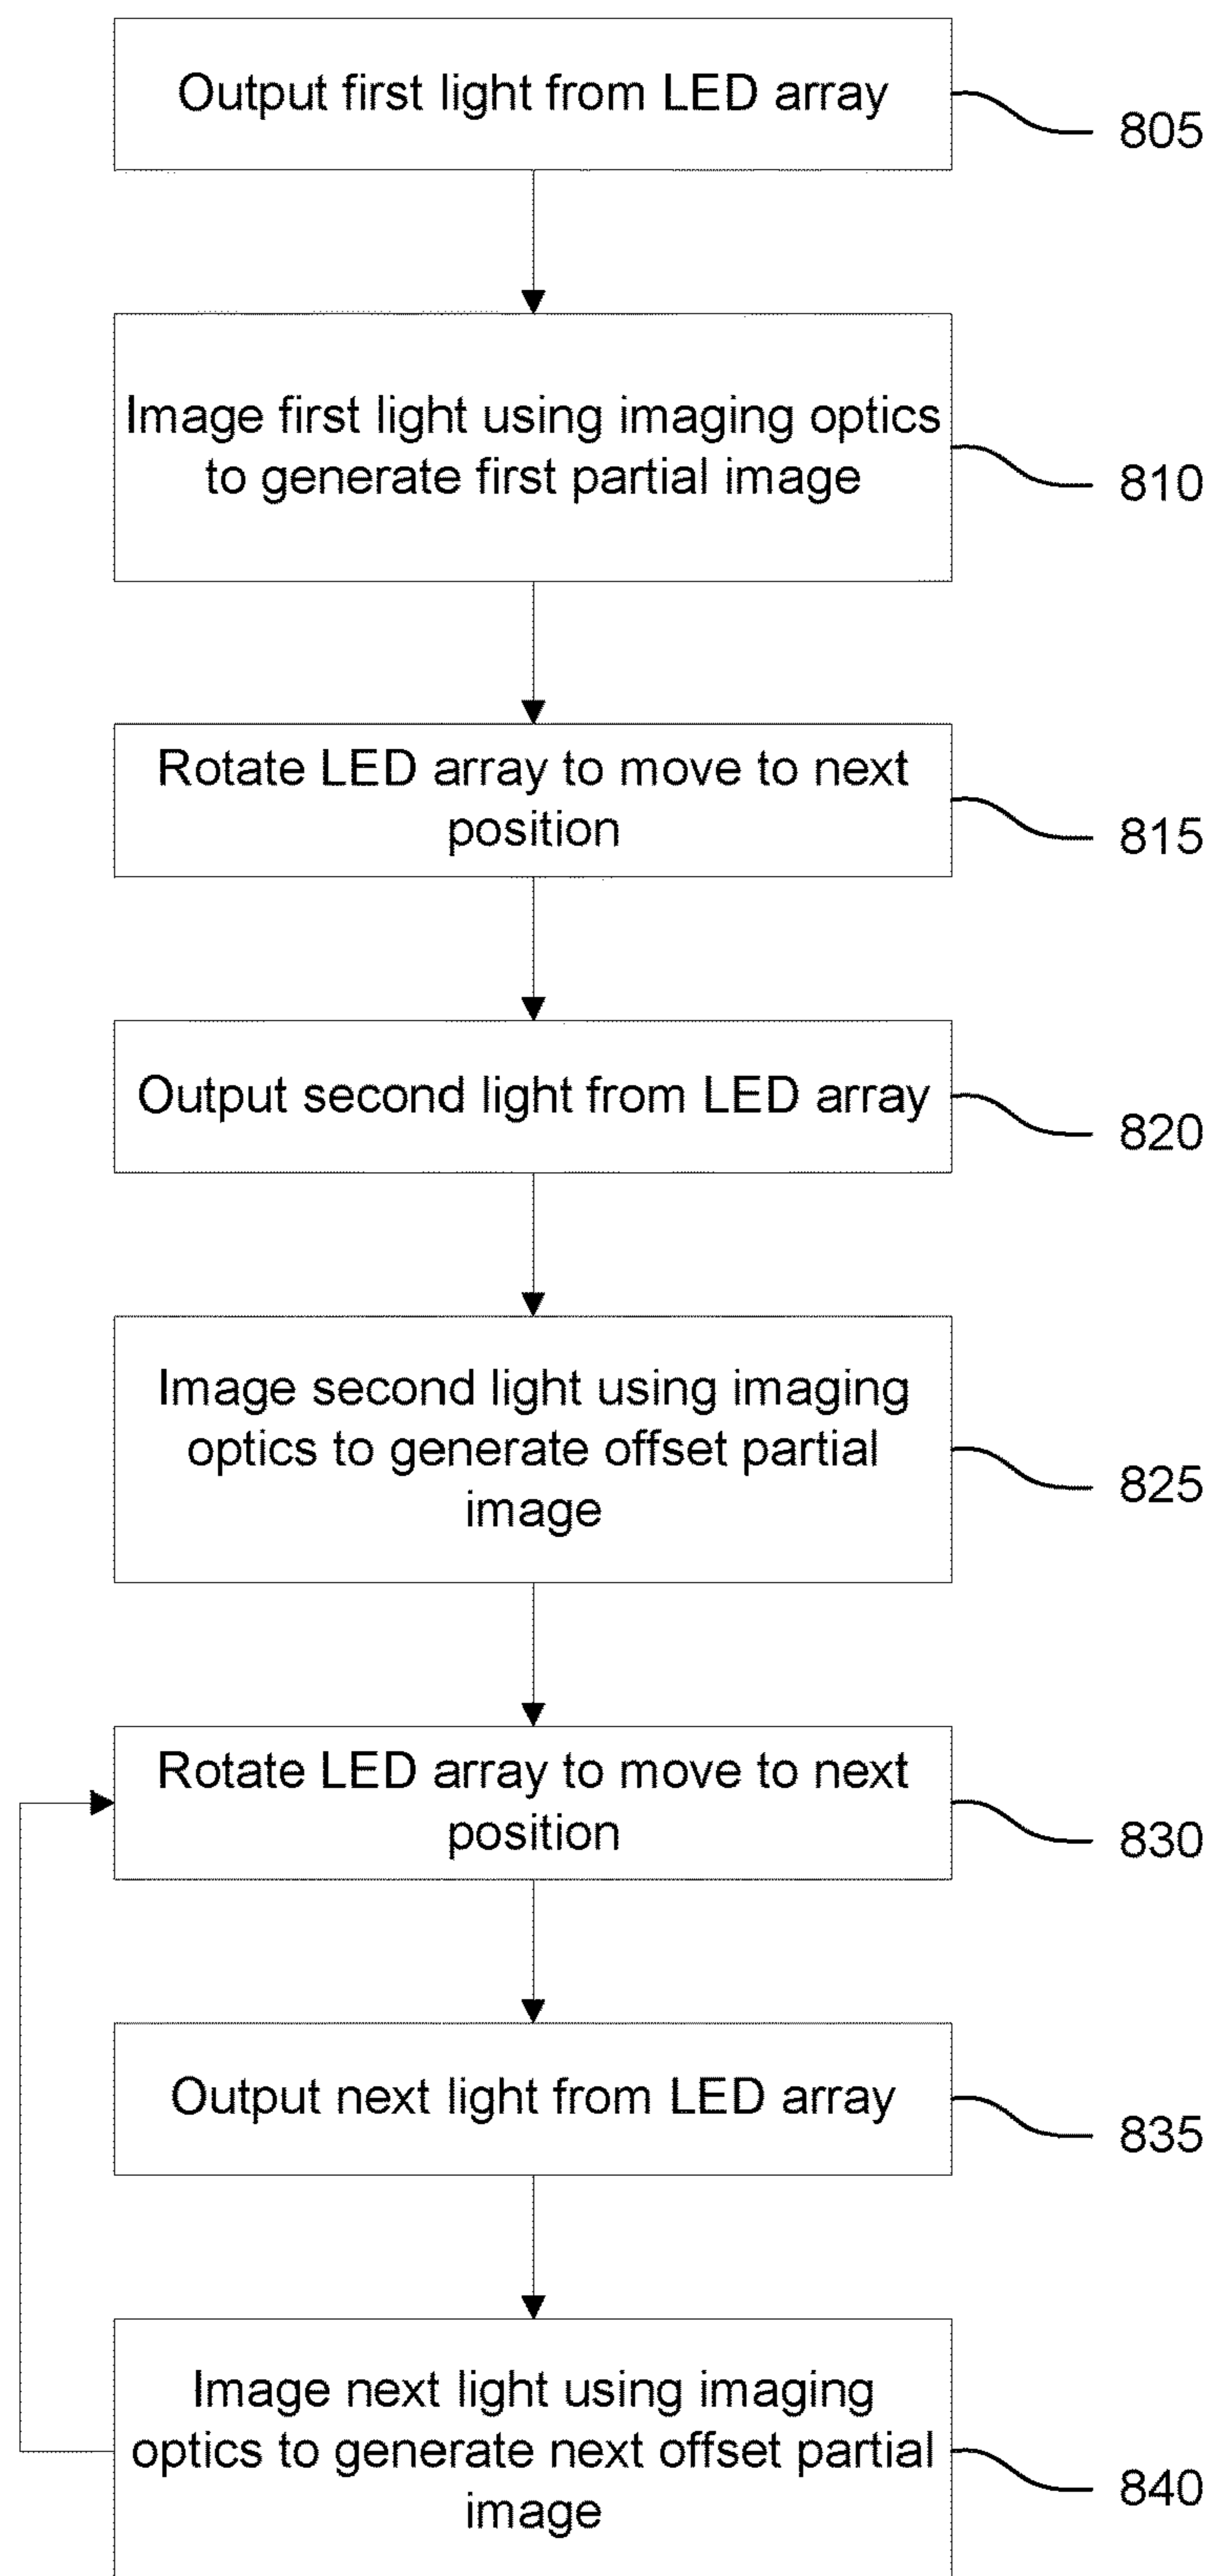 Output first light from LED array
805
Image first light using imaging optics
to generate first partial image
810
Rotate LED array to move to next
position
815
Output second light from LED array
820
Image second light using imaging
optics to generate offset partial
image
825
Rotate LED array to move to next
position
830
Output next light from LED array
835
Image next light using imaging
optics to generate next offset partial
image
840